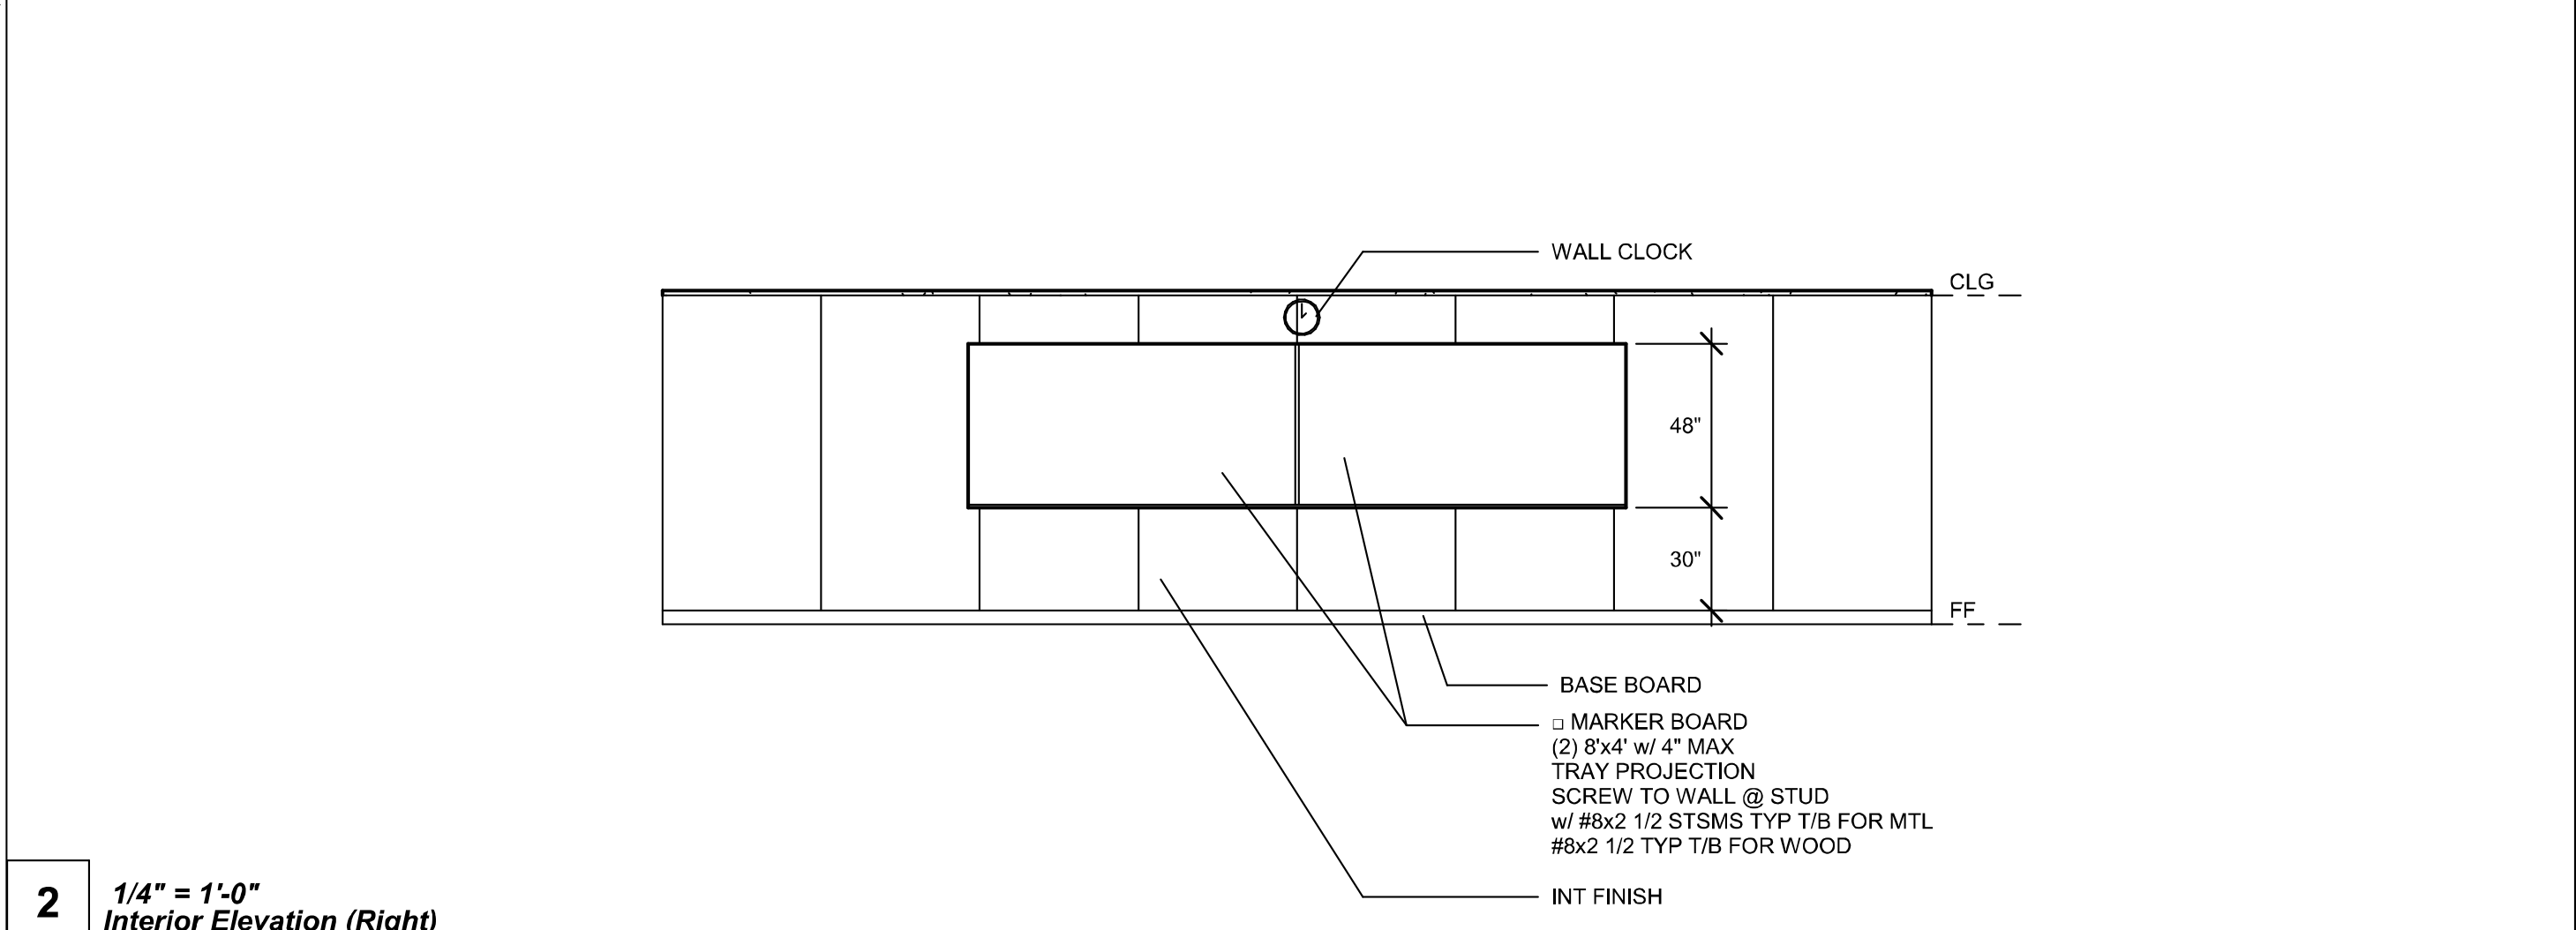 WALL CLOCK
CLG
48"
30"
FF
BASE BOARD
□ MARKER BOARD
(2) 8'x4' w/ 4" MAX
TRAY PROJECTION
SCREW TO WALL @ STUD
w/ #8x2 1/2 STSMS TYP T/B FOR MTL
#8x2 1/2 TYP T/B FOR WOOD
INT FINISH
2
1/4" = 1'-0"
Interior Elevation (Right)